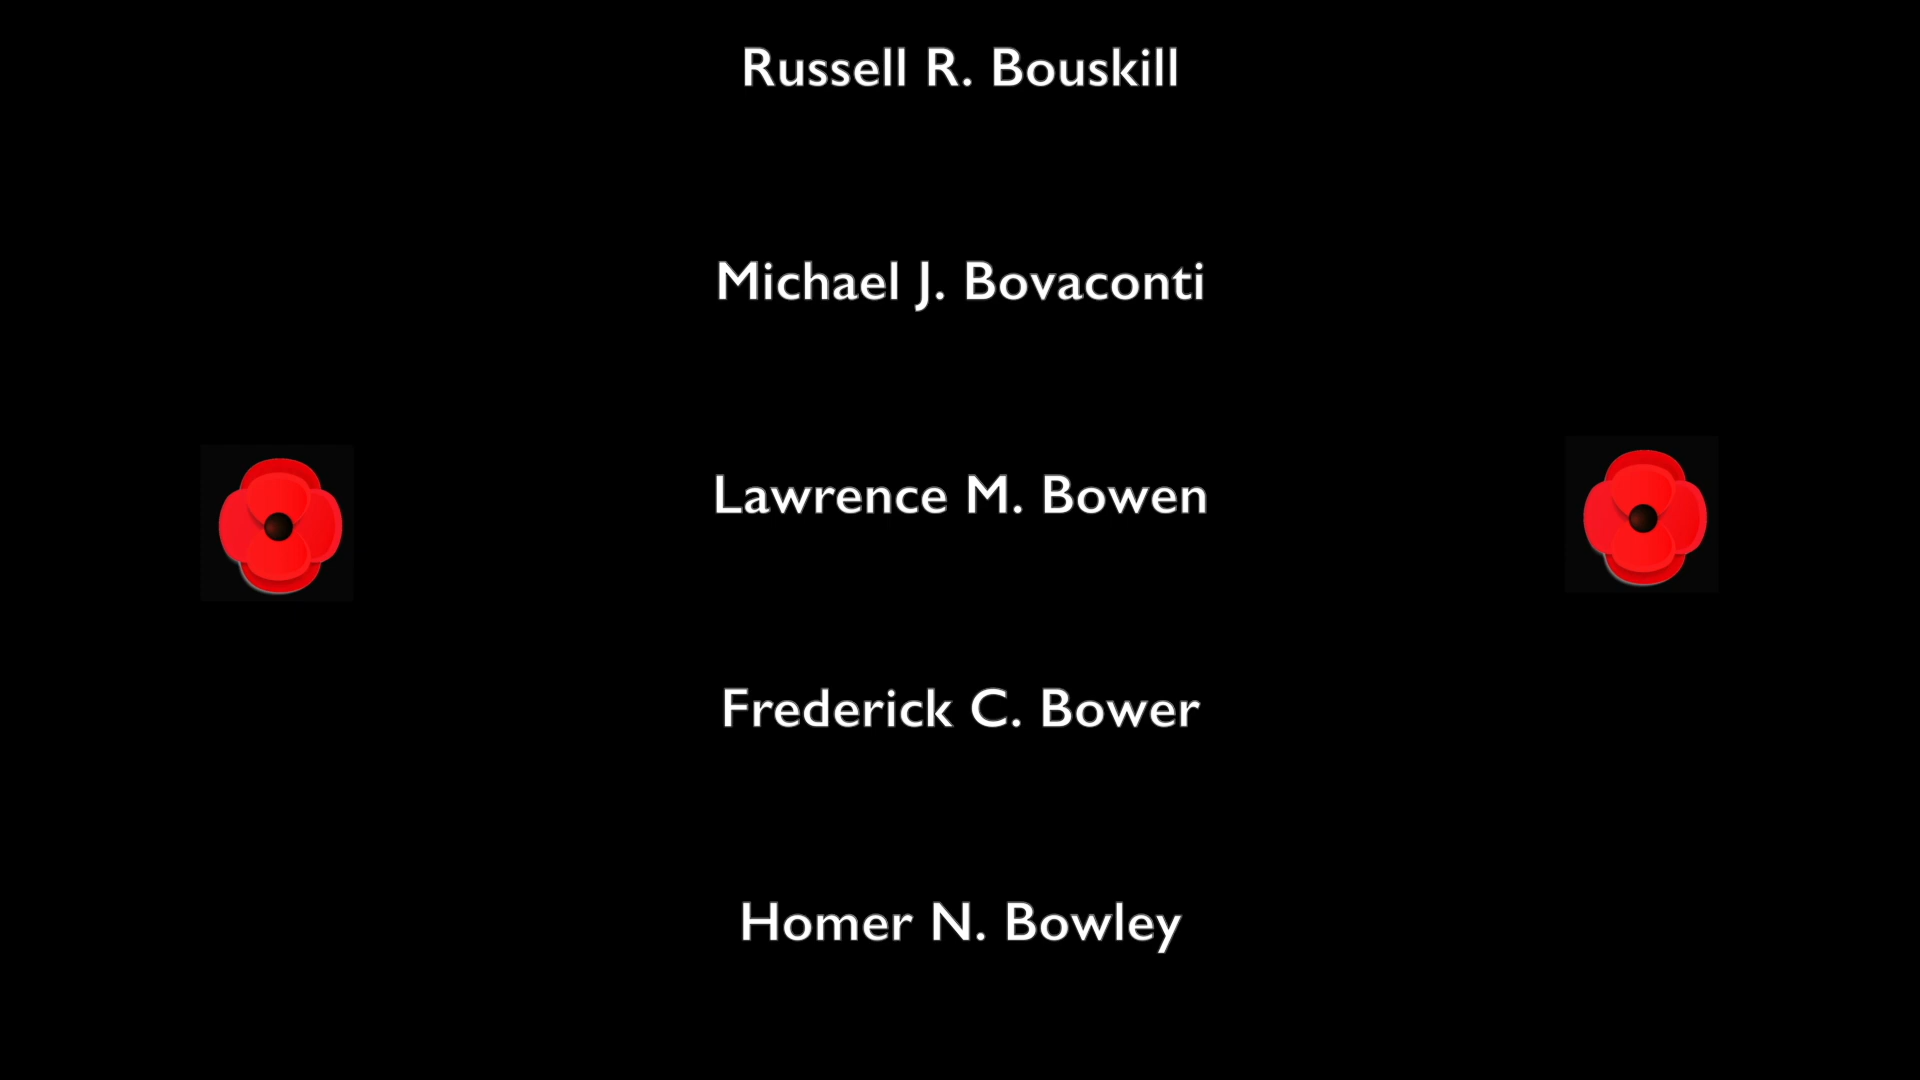 Russell R. Bouskill
Michael J. Bovaconti
Lawrence M. Bowen
Frederick C. Bower
Homer N. Bowley